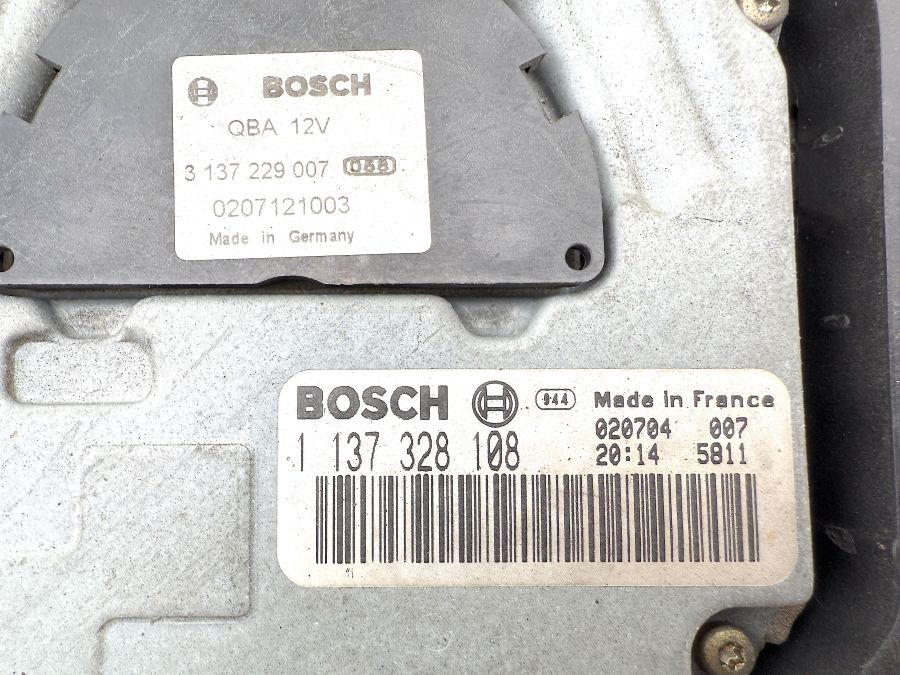 BOSCH
QBA 12V
3 137 229 007 068
0207121003
Made in Germany
BOSCH 944 Made in France
1 137 328 108 020704 007
20:14 5811